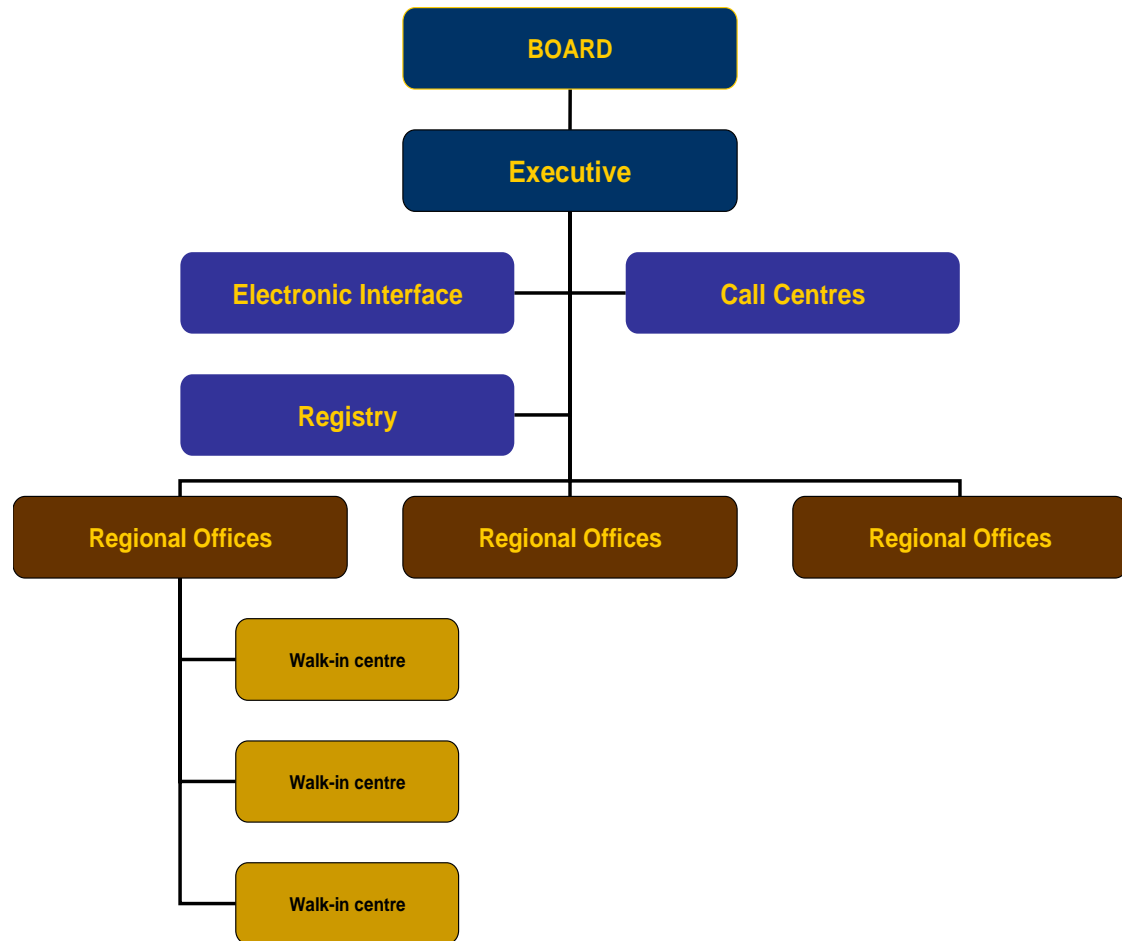 BOARD
Executive
Electronic Interface
Call Centres
Registry
Regional Offices
Regional Offices
Regional Offices
Walk-in centre
Walk-in centre
Walk-in centre